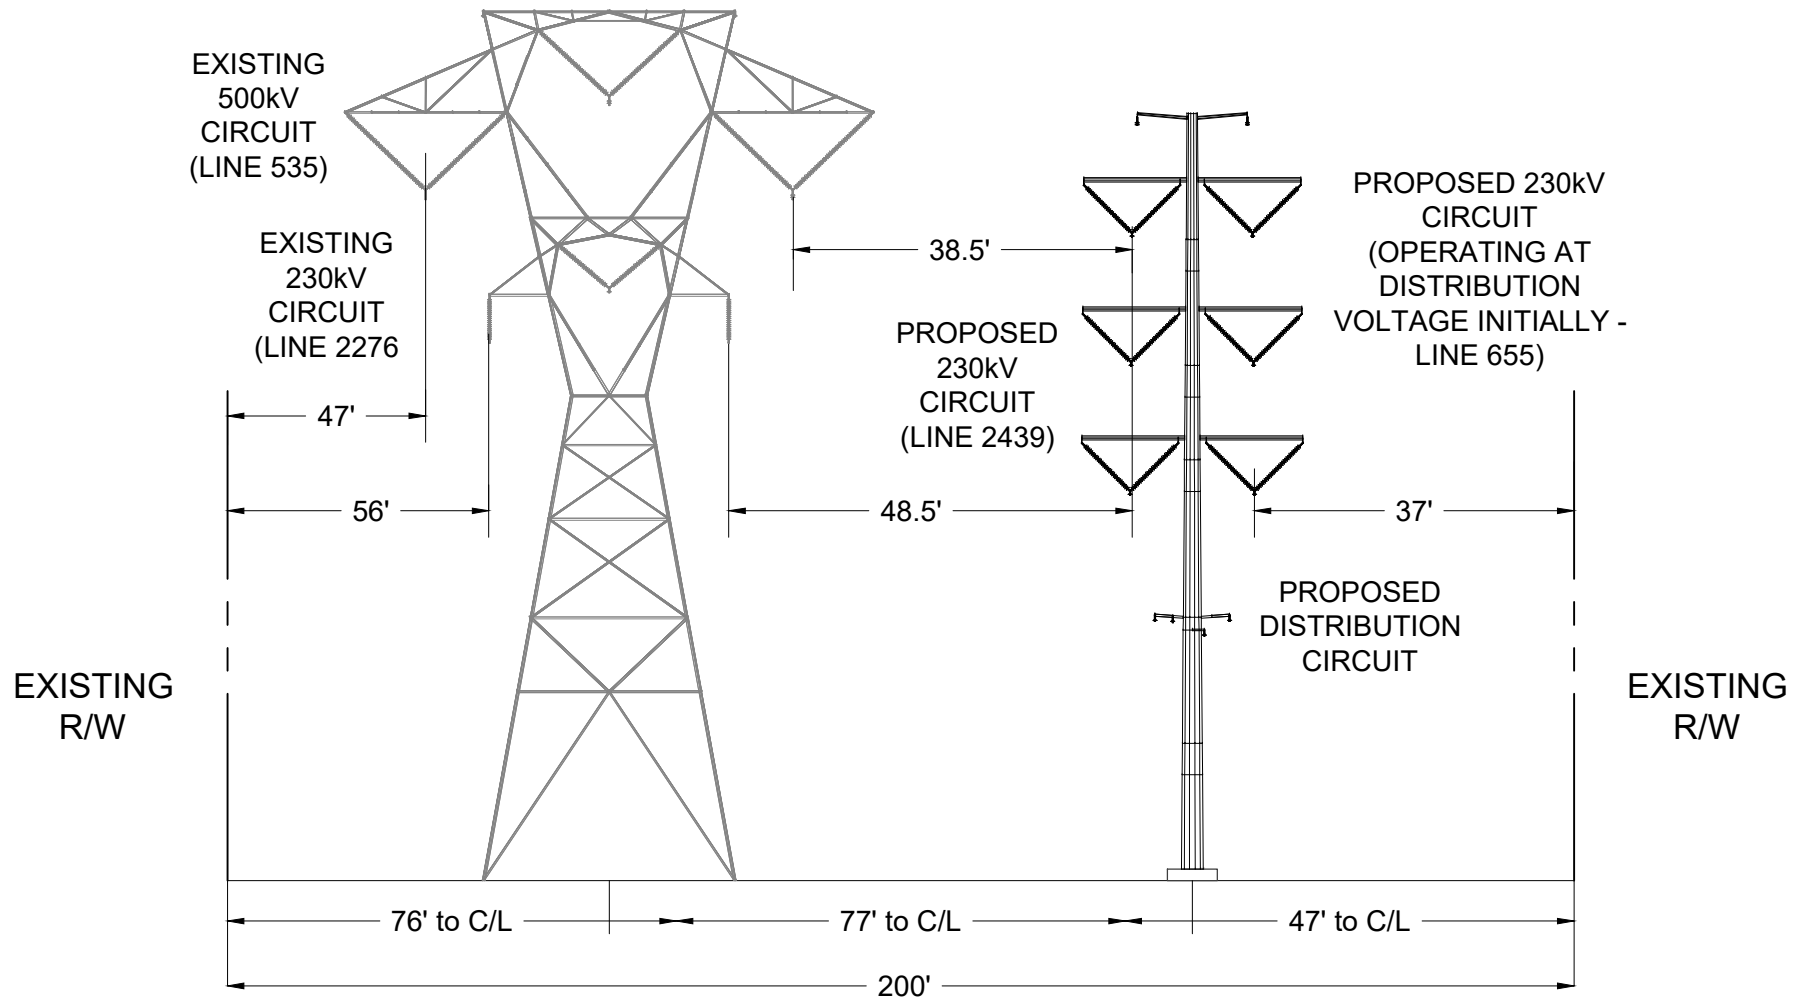 EXISTING
500kV
CIRCUIT
(LINE 535)
EXISTING
230kV
CIRCUIT
(LINE 2276
38.5'
PROPOSED 230kV
CIRCUIT
(OPERATING AT
DISTRIBUTION
VOLTAGE INITIALLY -
LINE 655)
PROPOSED
230kV
CIRCUIT
(LINE 2439)
47'
56'
48.5'
37'
PROPOSED
DISTRIBUTION
CIRCUIT
EXISTING
R/W
EXISTING
R/W
76' to C/L
77' to C/L
47' to C/L
200'